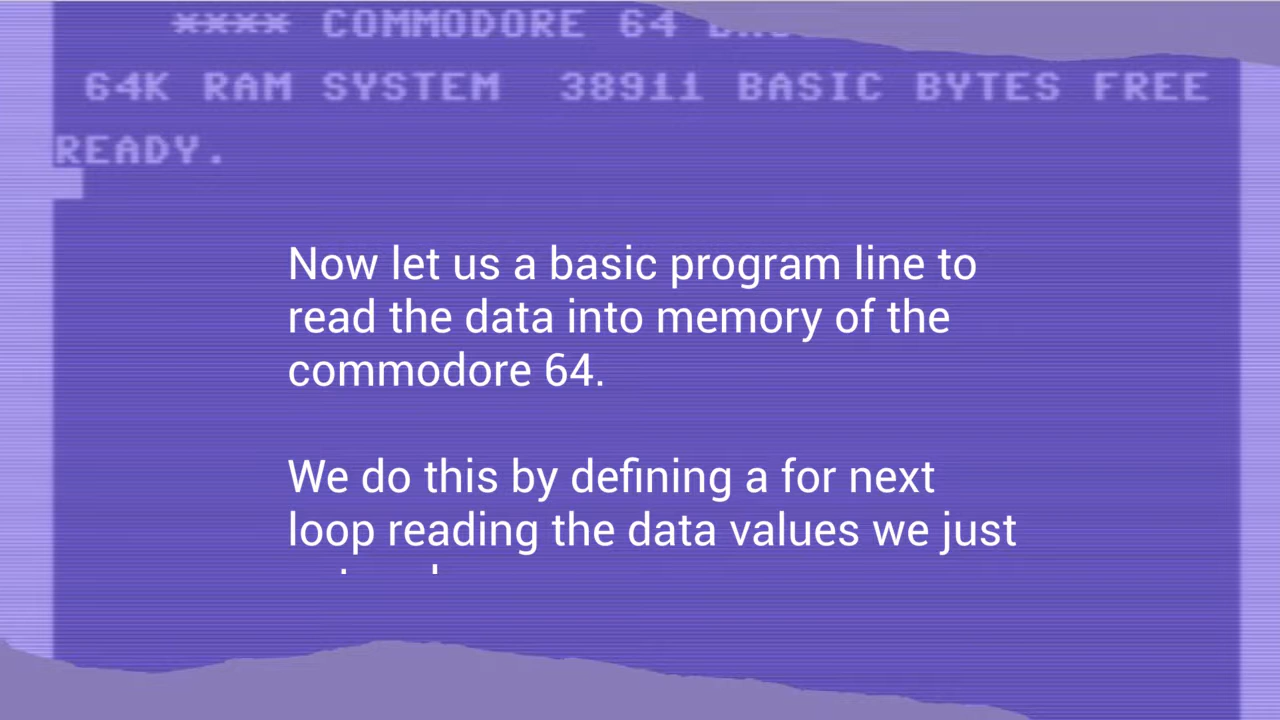 **** COMMODORE 64
64K RAM SYSTEM 38911 BASIC BYTES FREE
READY.
Now let us a basic program line to
read the data into memory of the
commodore 64.
We do this by defining a for next
loop reading the data values we just